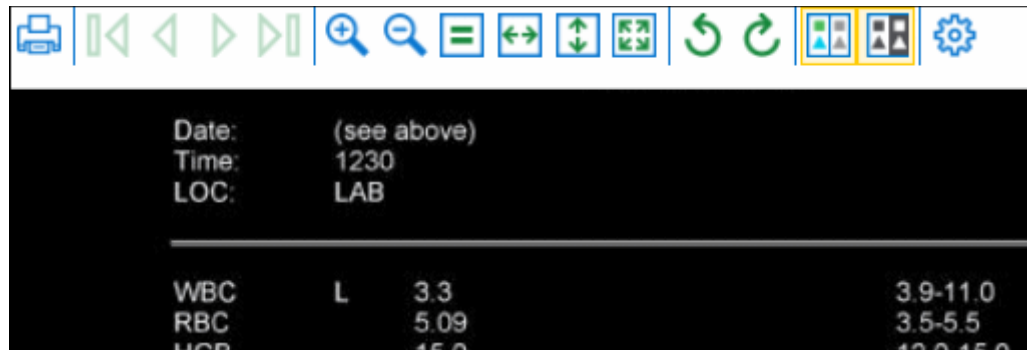 Date: (see above)
Time: 1230
LOC: LAB
WBC L 3.3 3.9-11.0
RBC 5.09 3.5-5.5